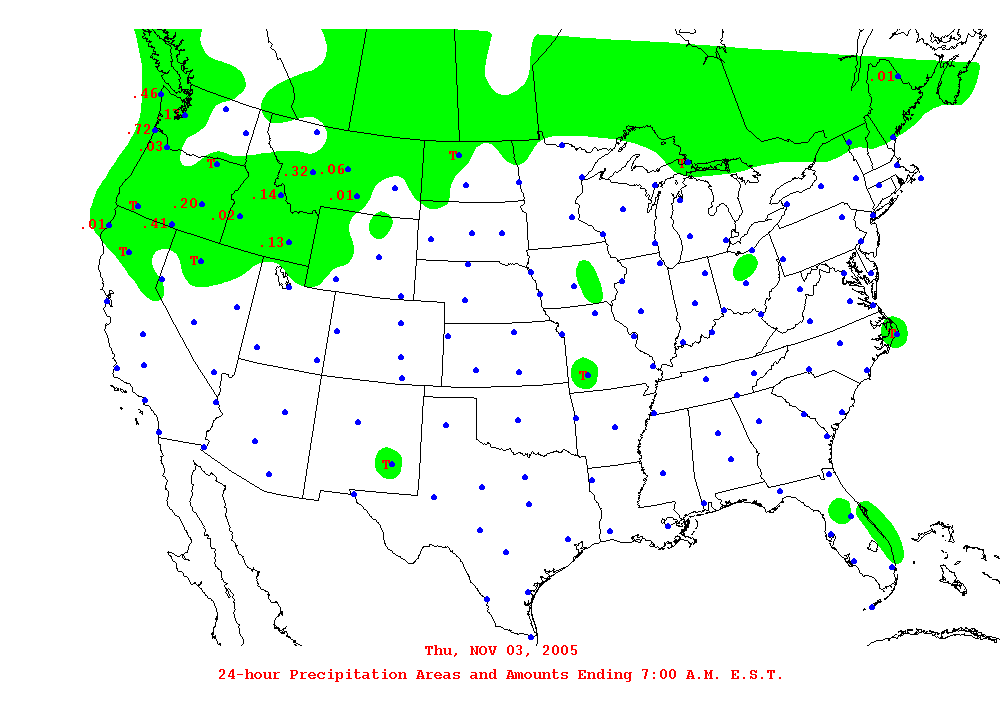 .01
.46
.72
.03
T
T
.32 .06
T
.14
.01
.20
T
.02
.01
.41
.13
T
T
T
T
T
Thu, NOV 03, 2005
24-hour Precipitation Areas and Amounts Ending 7:00 A.M. E.S.T.